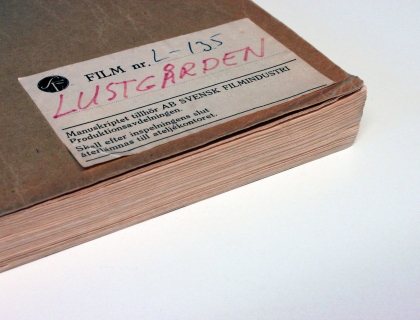 FILM nr. L-135
LUSTGÅRDEN
Manuskriptet tillhör AB SVENSK FILMINDUSTRI
Produktionsavdelningen.
Skall efter inspelningens slut
återlämnas till ateljékontoret.